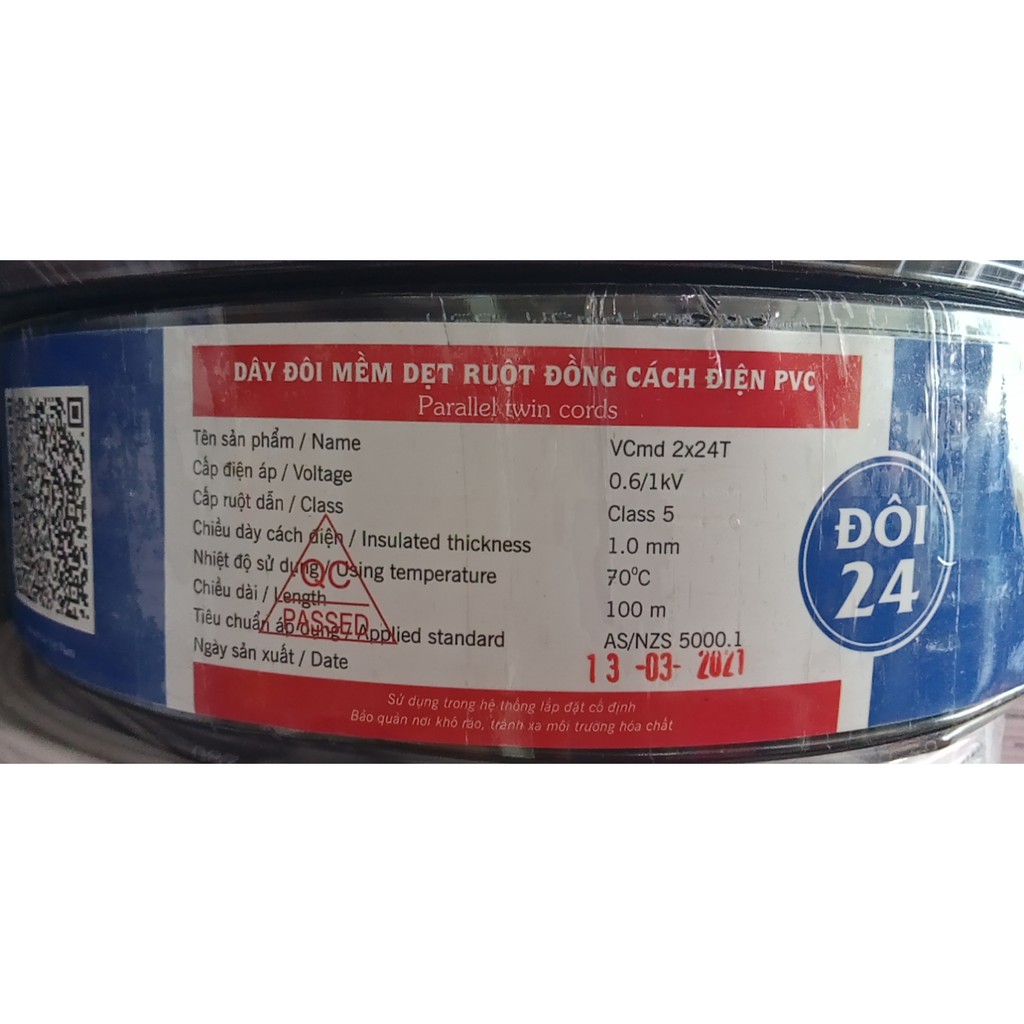 DÂY ĐÔI MỀM DẸT RUỘT ĐỒNG CÁCH ĐIỆN PVC
Parallel twin cords
Tên sản phẩm / Name VCmd 2x24T
Cấp điện áp / Voltage 0.6/1kV
Cấp ruột dẫn / Class Class 5
Chiều dày cách điện / Insulated thickness 1.0 mm
Nhiệt độ sử dụng / Using temperature 70°C
Chiều dài / Length 100 m
Tiêu chuẩn áp dụng / Applied standard AS/NZS 5000.1
Ngày sản xuất / Date 13 -03- 2021
QC
PASSED
ĐÔI
24
Sử dụng trong hệ thống lắp đặt cố định
Bảo quản nơi khô ráo, tránh xa môi trường hóa chất